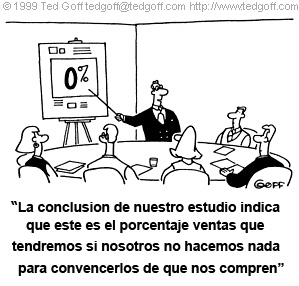 © 1999 Ted Goff tedgoff@tedgoff.com http://www.tedgoff.com
0%
GOFF
"La conclusion de nuestro estudio indica
que este es el porcentaje ventas que
tendremos si nosotros no hacemos nada
para convencerlos de que nos compren"